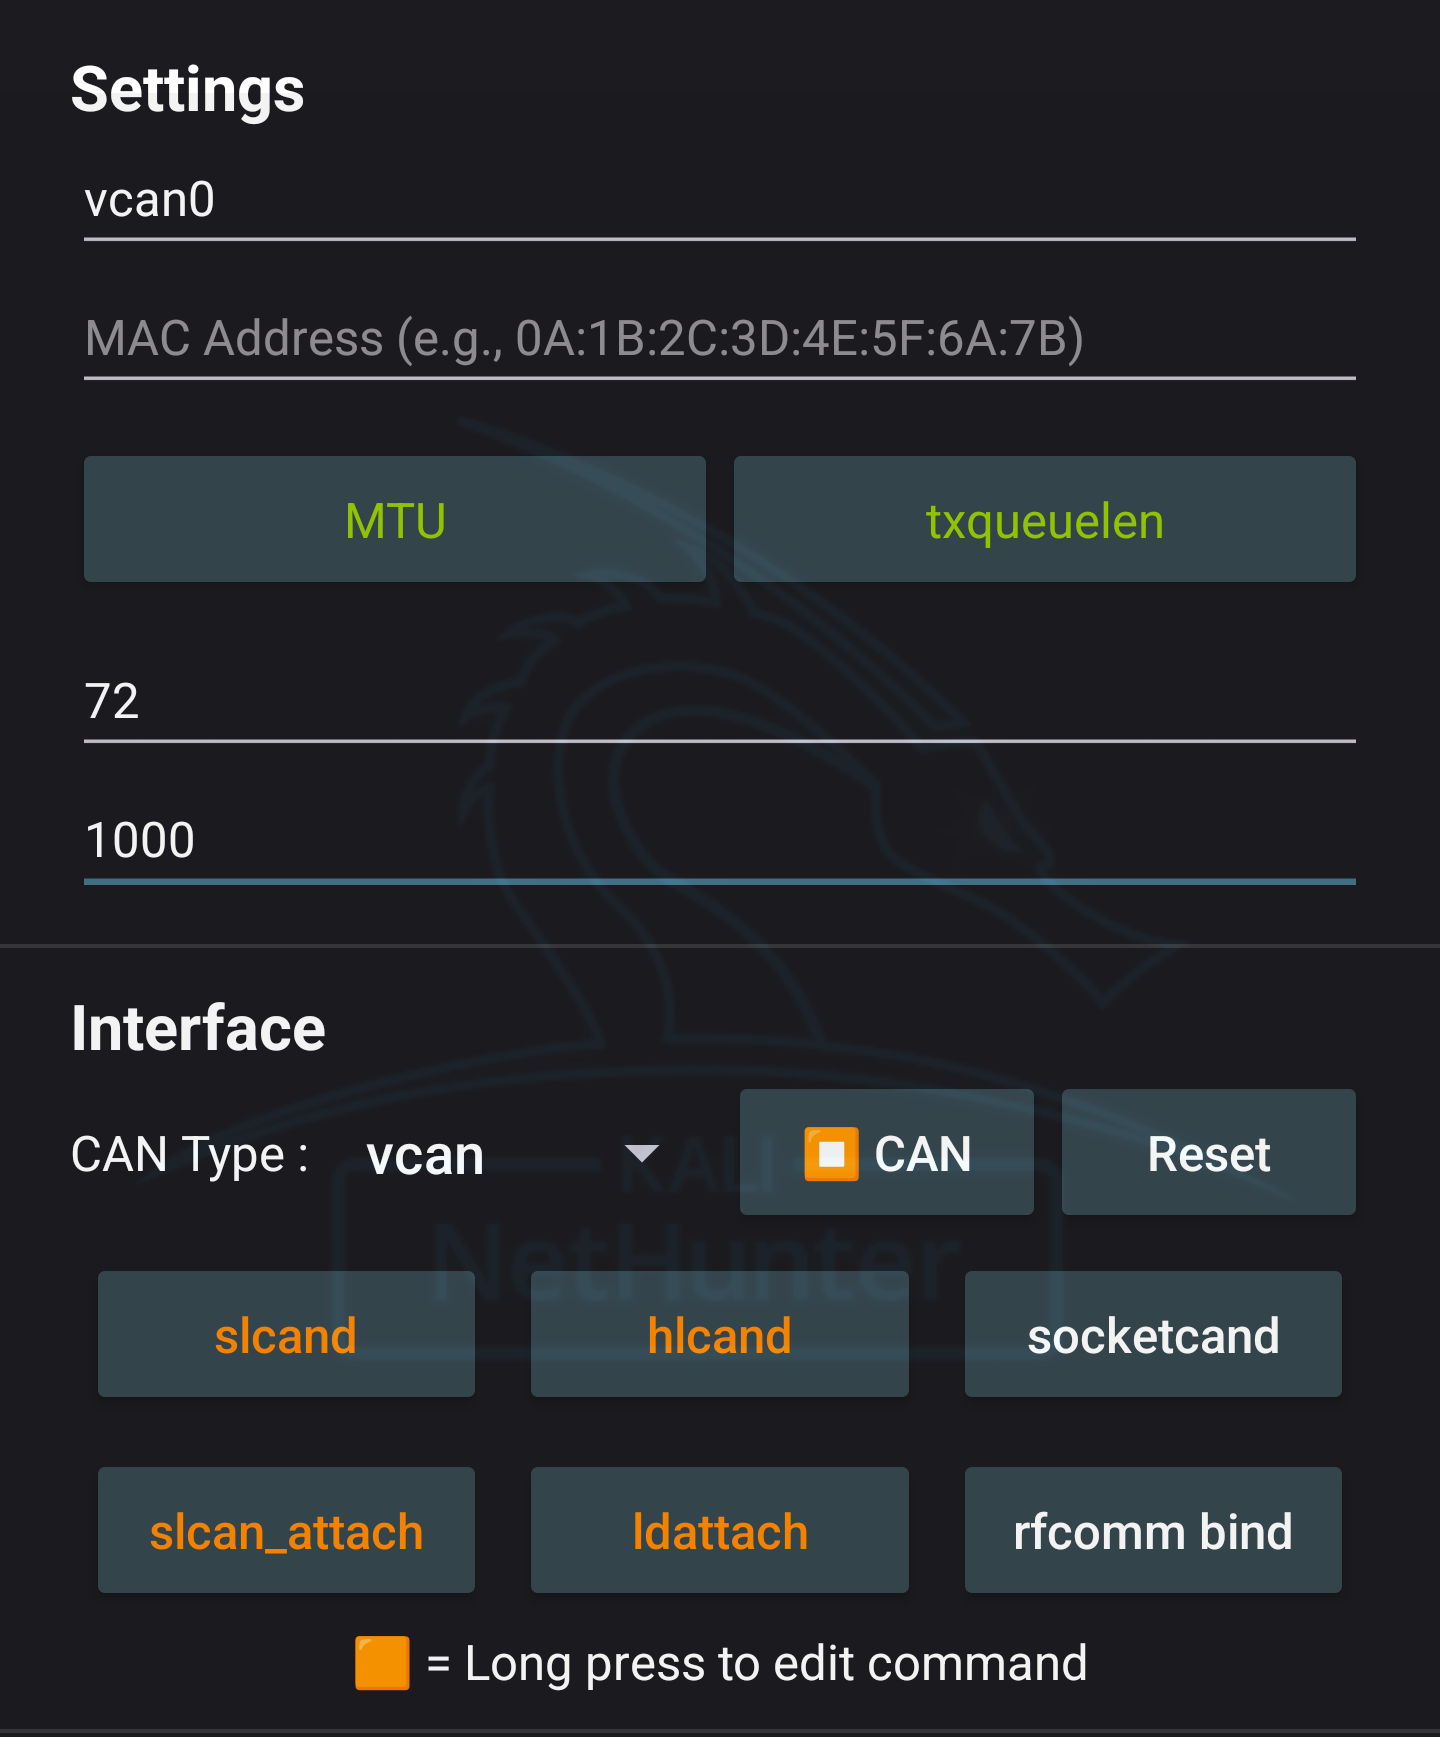 Settings
vcan0
MAC Address (e.g., 0A:1B:2C:3D:4E:5F:6A:7B)
MTU txqueuelen
72
1000
Interface
CAN Type : vcan CAN Reset
KALI
NetHunter
slcand hlcand socketcand
slcan_attach ldattach rfcomm bind
= Long press to edit command